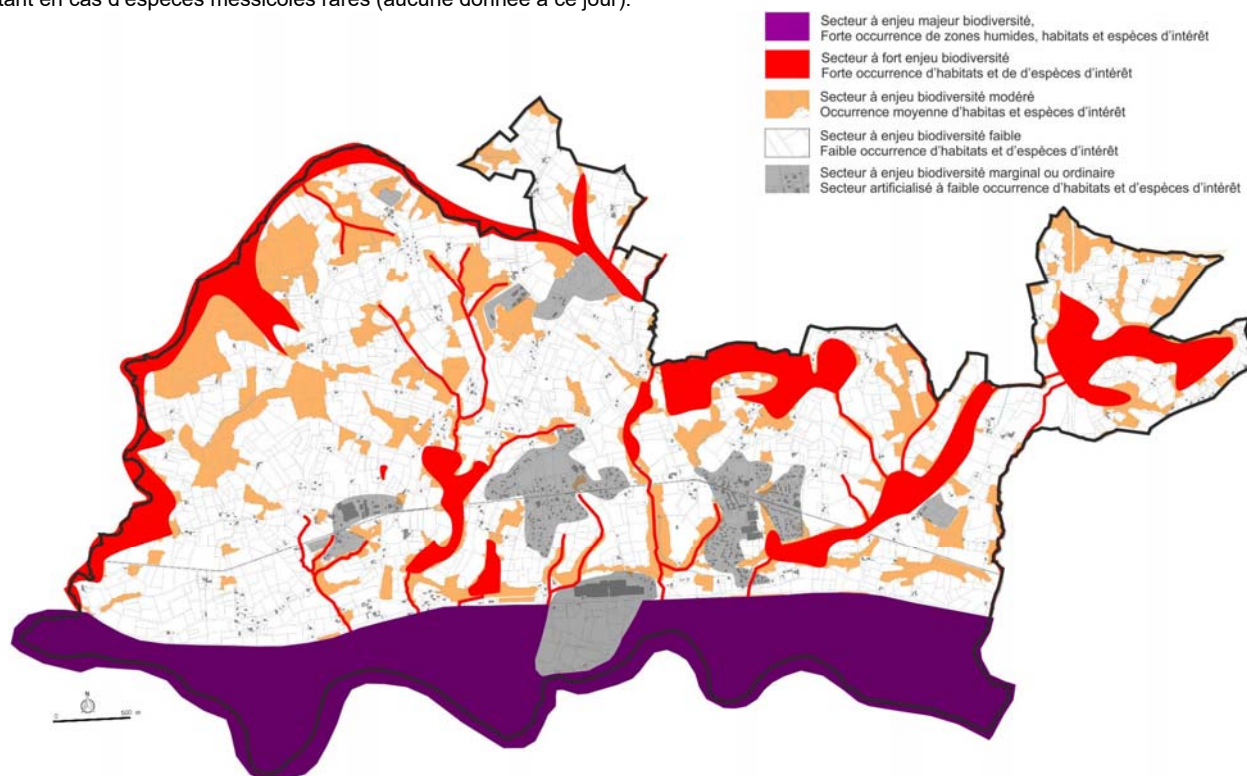 tant en cas d'espèces messicoles rares (aucune donnée à ce jour).
Secteur à enjeu majeur biodiversité,
Forte occurrence de zones humides, habitats et espèces d'intérêt
Secteur à fort enjeu biodiversité
Forte occurrence d'habitats et de d'espèces d'intérêt
Secteur à enjeu biodiversité modéré
Occurrence moyenne d'habitas et espèces d'intérêt
Secteur à enjeu biodiversité faible
Faible occurrence d'habitats et d'espèces d'intérêt
Secteur à enjeu biodiversité marginal ou ordinaire
Secteur artificialisé à faible occurrence d'habitats et d'espèces d'intérêt
N
0 500 m